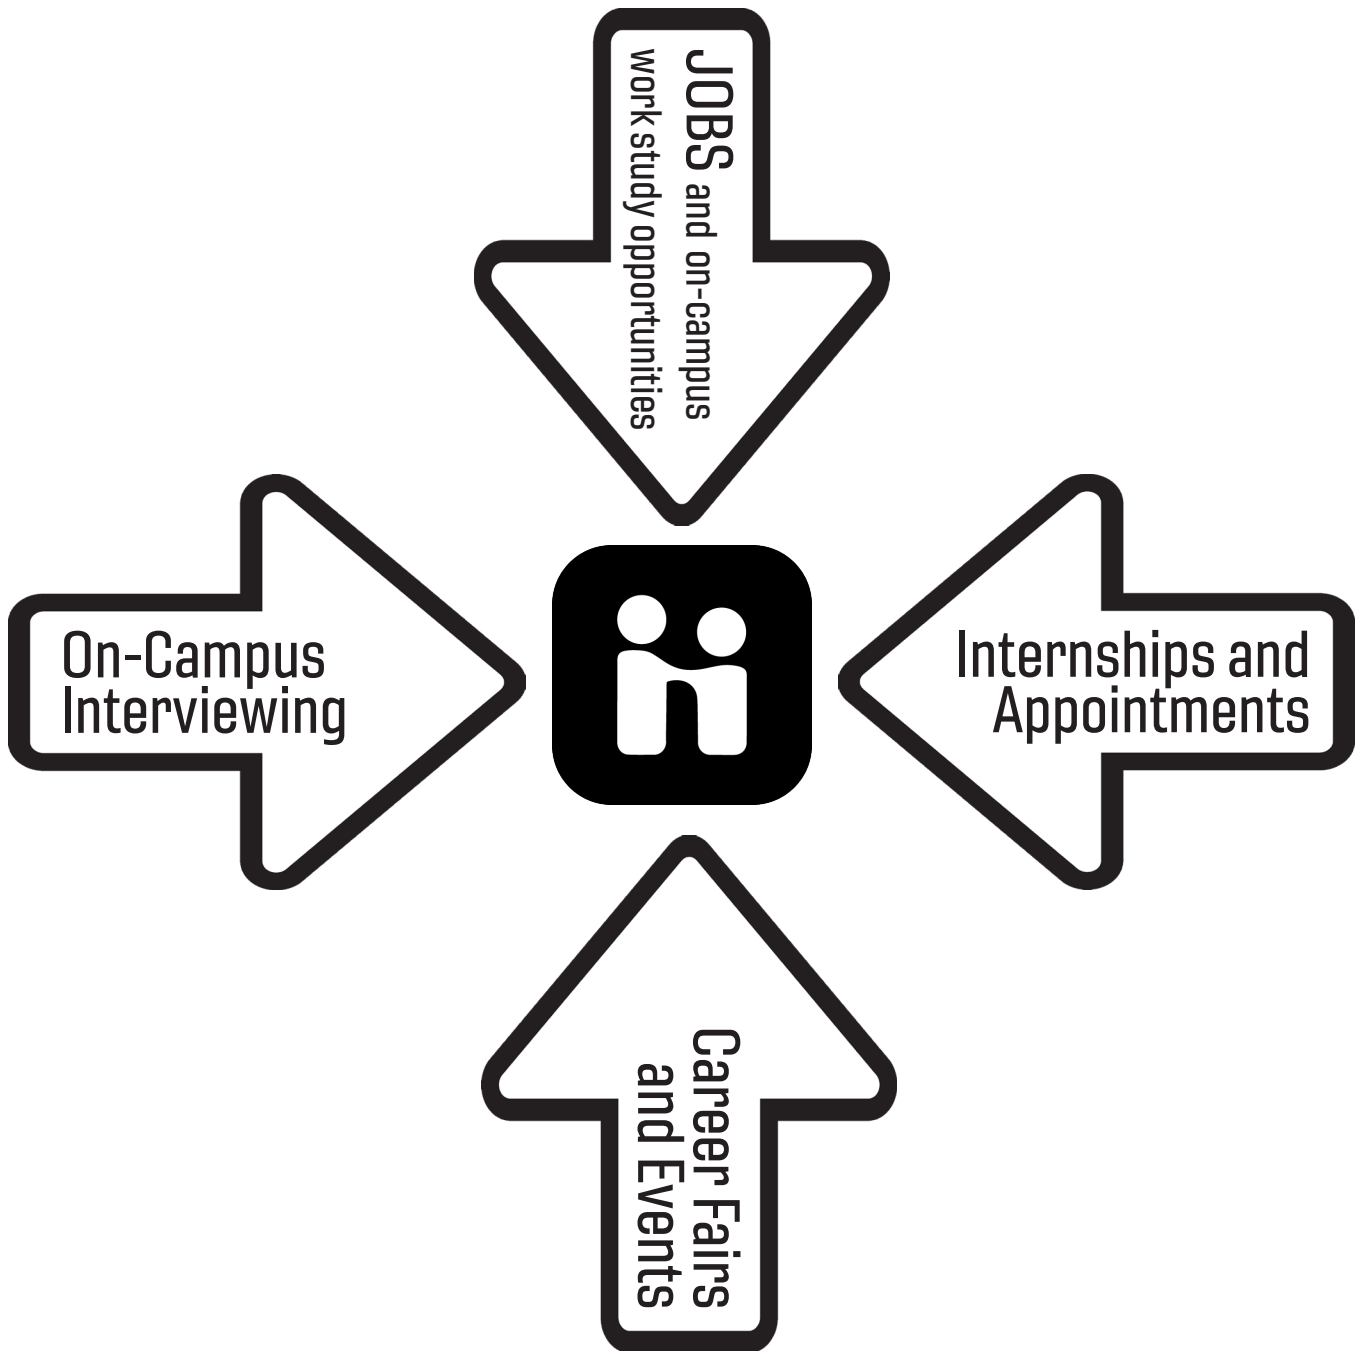 JOBS and on-campus
work study opportunities
On-Campus
Interviewing
Internships and
Appointments
Career Fairs
and Events